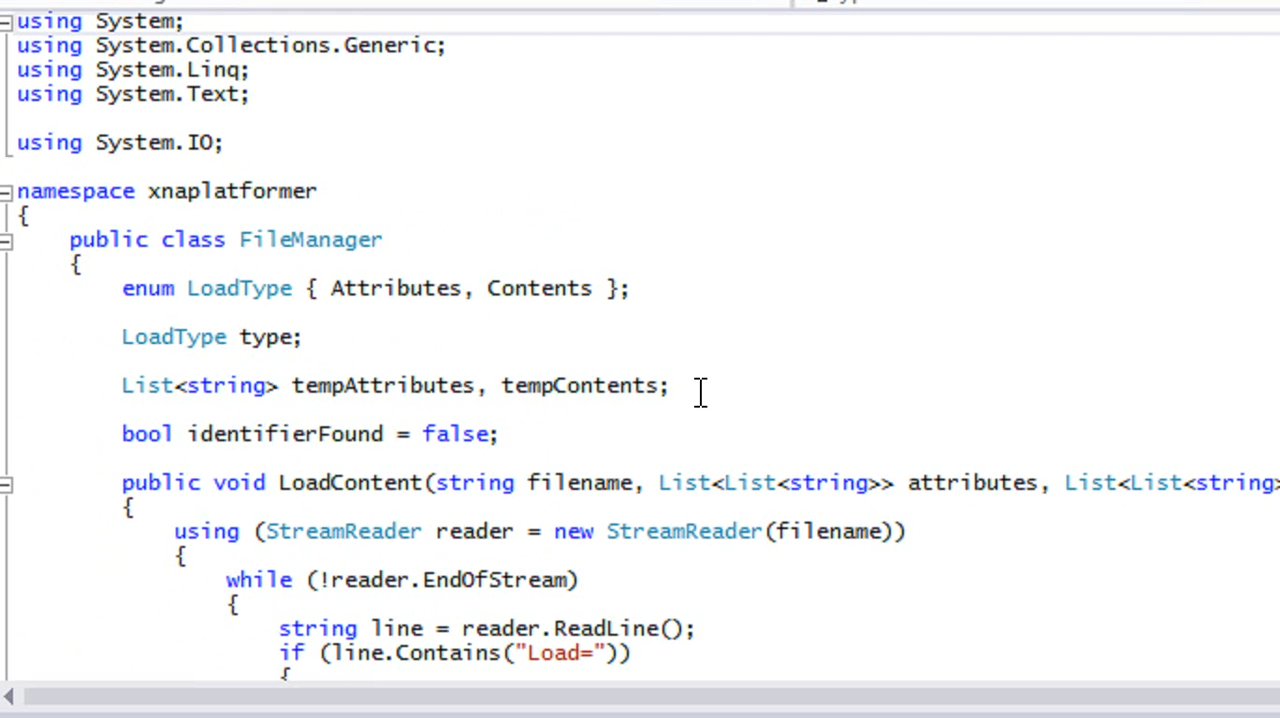 using System;
using System.Collections.Generic;
using System.Linq;
using System.Text;
using System.IO;
namespace xnaplatformer
{
public class FileManager
{
enum LoadType { Attributes, Contents };
LoadType type;
List<string> tempAttributes, tempContents;
bool identifierFound = false;
public void LoadContent(string filename, List<List<string>> attributes, List<List<string>
{
using (StreamReader reader = new StreamReader(filename))
{
while (!reader.EndOfStream)
{
string line = reader.ReadLine();
if (line.Contains("Load="))
{